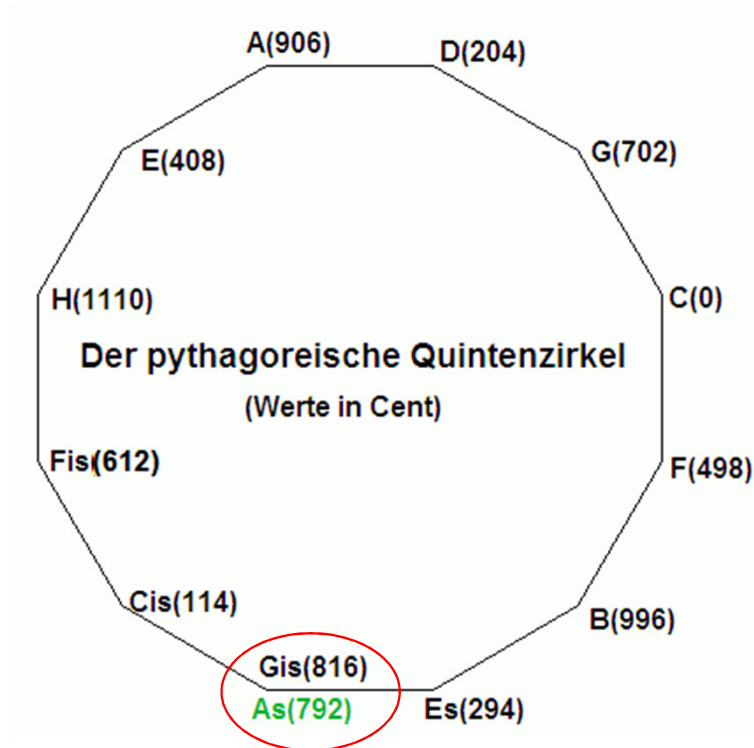 A(906)
D(204)
G(702)
E(408)
C(0)
H(1110)
Der pythagoreische Quintenzirkel
(Werte in Cent)
Fis(612)
F(498)
Cis(114)
B(996)
Gis(816)
As(792)
Es(294)